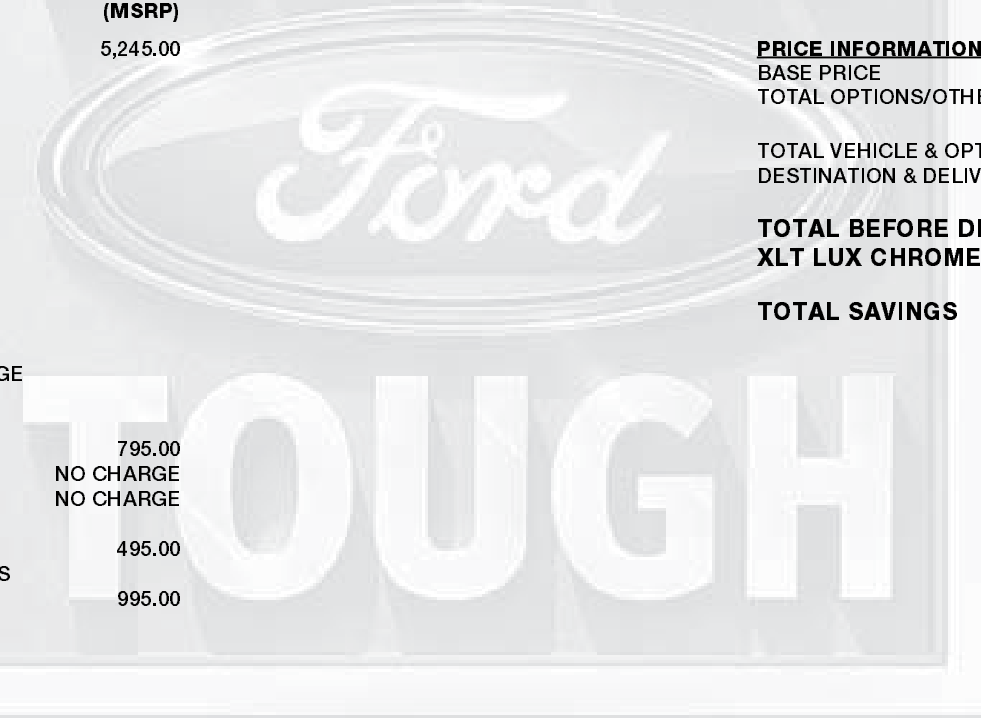 (MSRP)
5,245.00
GE
795.00
NO CHARGE
NO CHARGE
495.00
S
995.00
PRICE INFORMATION
BASE PRICE
TOTAL OPTIONS/OTHE
TOTAL VEHICLE & OPT
DESTINATION & DELIV
TOTAL BEFORE DI
XLT LUX CHROME
TOTAL SAVINGS
Ford
TOUGH